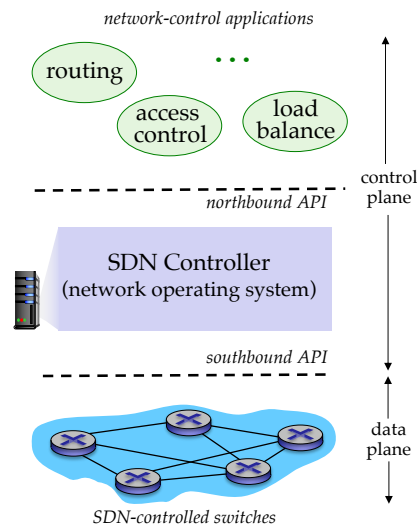 network-control applications
routing
...
access
control
load
balance
control
plane
northbound API
SDN Controller
(network operating system)
southbound API
data
plane
SDN-controlled switches